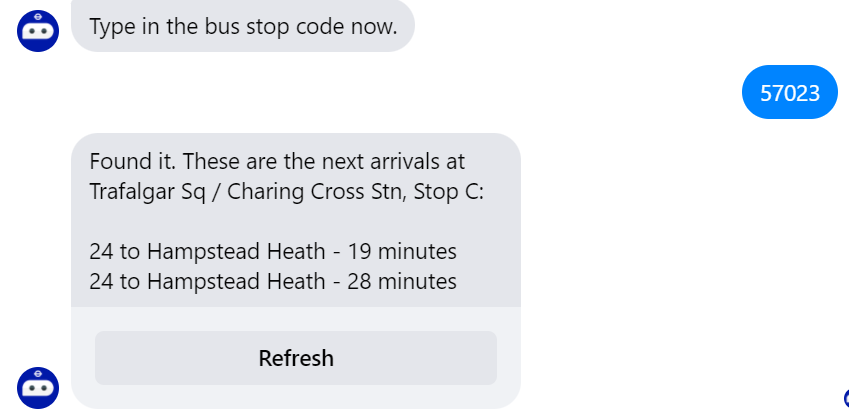 Type in the bus stop code now.
57023
Found it. These are the next arrivals at
Trafalgar Sq / Charing Cross Stn, Stop C:
24 to Hampstead Heath - 19 minutes
24 to Hampstead Heath - 28 minutes
Refresh